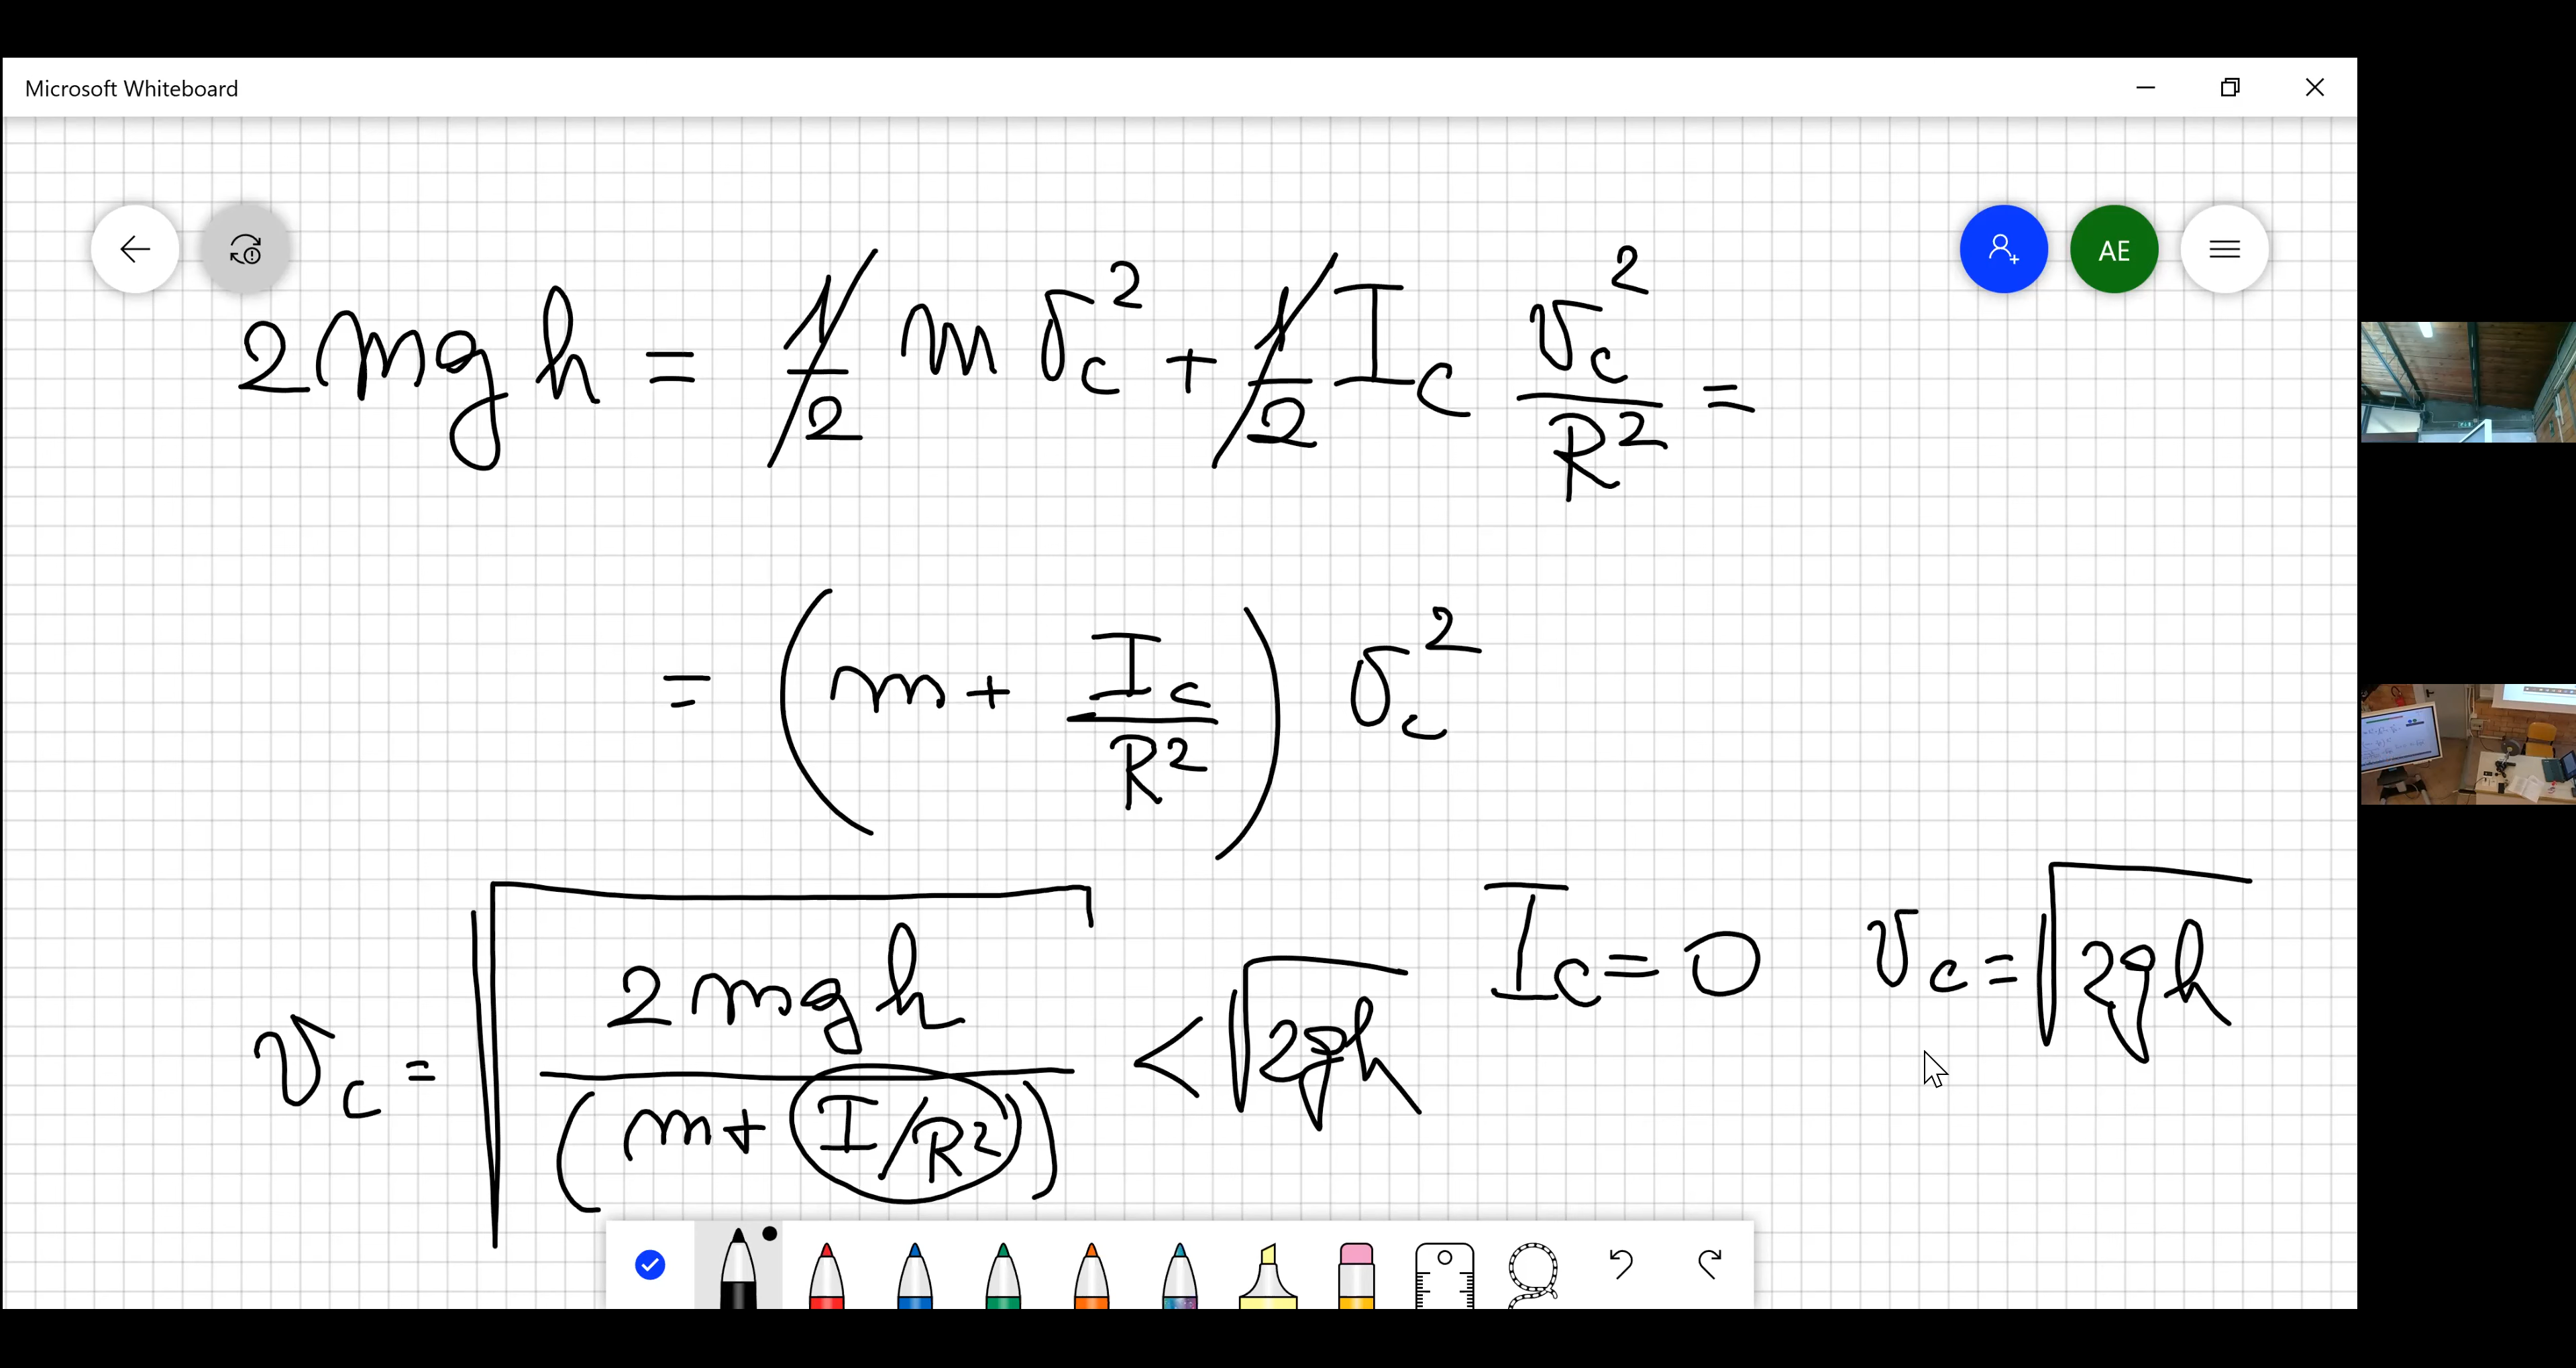 Microsoft Whiteboard
AE
2mgh = 1/2 m v_c^2 + 1/2 I_c v_c^2/R^2 =
= (m + I_c/R^2) v_c^2
v_c = √(2mgh/(m + (I/R^2))) < √2gh
I_c = 0 v_c = √2gh